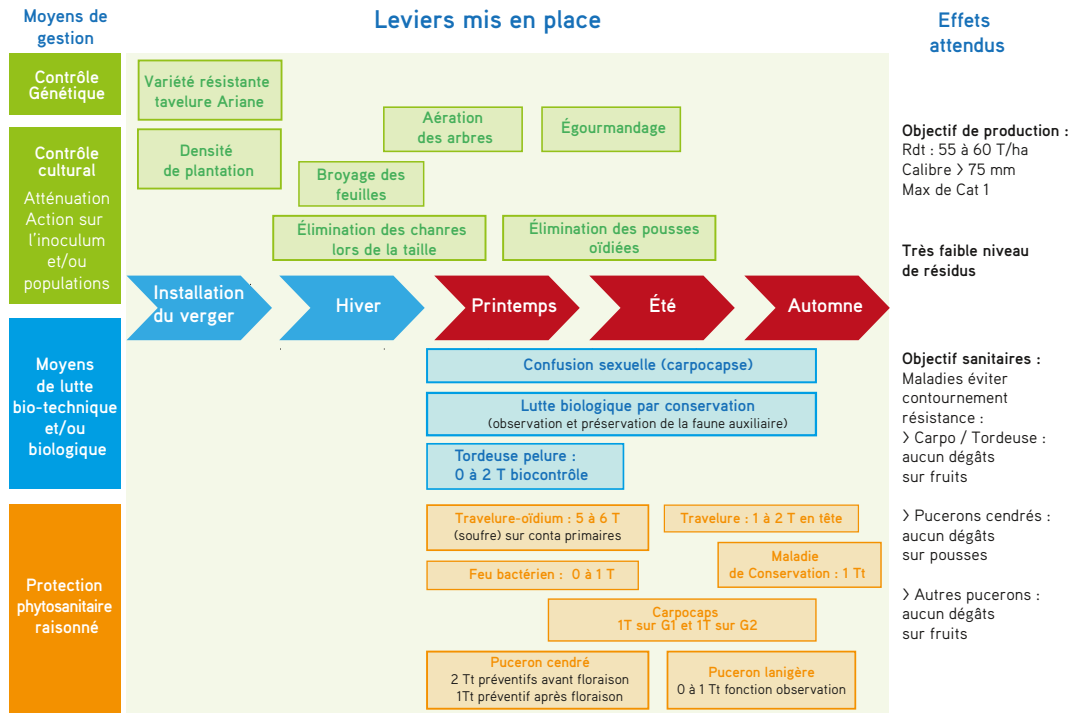 Moyens de
gestion
Leviers mis en place
Effets
attendus
Contrôle
Génétique
Variété résistante
tavelure Ariane
Aération
des arbres
Égourmandage
Contrôle
cultural
Atténuation
Action sur
l'inoculum
et/ou
populations
Densité
de plantation
Broyage des
feuilles
Élimination des chanres
lors de la taille
Élimination des pousses
oïdiées
Objectif de production :
Rdt : 55 à 60 T/ha
Calibre > 75 mm
Max de Cat 1
Très faible niveau
de résidus
Installation
du verger
Hiver
Printemps
Été
Automne
Moyens
de lutte
bio-technique
et/ou
biologique
Confusion sexuelle (carpocapse)
Lutte biologique par conservation
(observation et préservation de la faune auxiliaire)
Tordeuse pelure :
0 à 2 T biocontrôle
Objectif sanitaires :
Maladies éviter
contournement
résistance :
> Carpo / Tordeuse :
aucun dégâts
sur fruits
Protection
phytosanitaire
raisonné
Travelure-oïdium : 5 à 6 T
(soufre) sur conta primaires
Travelure : 1 à 2 T en tête
Feu bactérien : 0 à 1 T
Maladie
de Conservation : 1 Tt
Carpocaps
1T sur G1 et 1T sur G2
Puceron cendré
2 Tt préventifs avant floraison
1Tt préventif après floraison
Puceron lanigère
0 à 1 Tt fonction observation
> Pucerons cendrés :
aucun dégâts
sur pousses
> Autres pucerons :
aucun dégâts
sur fruits